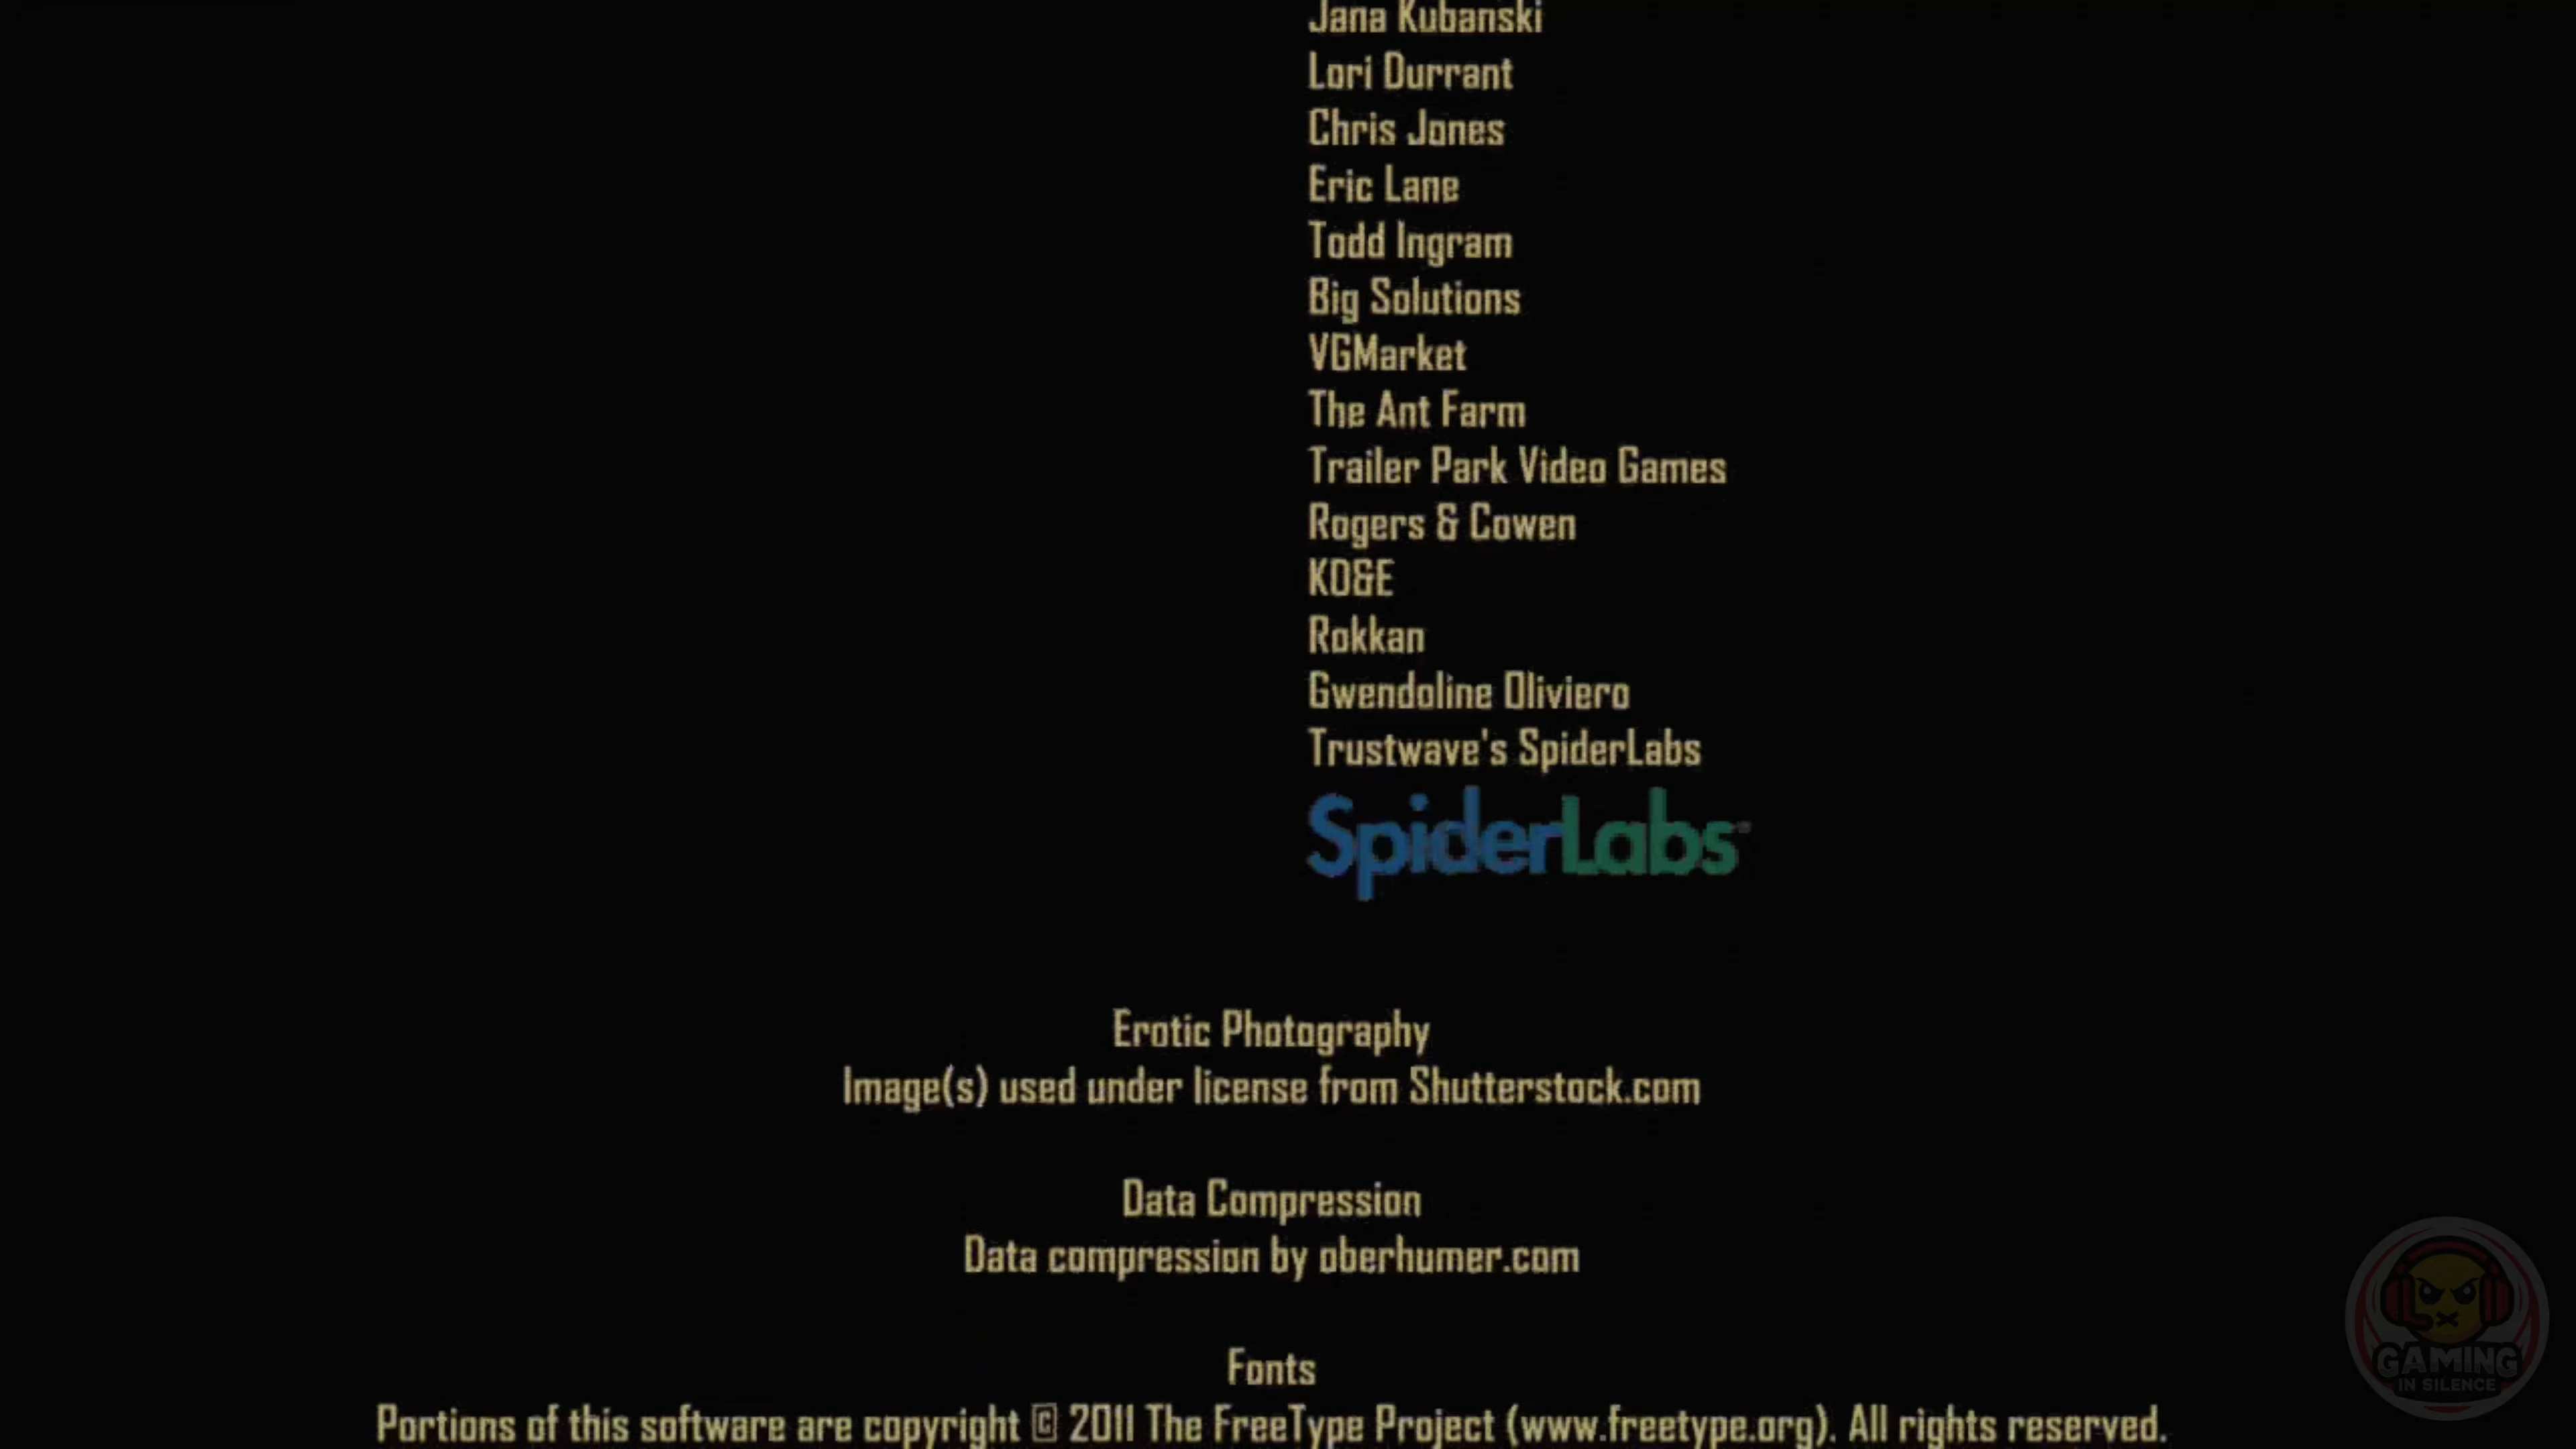 Jana Kubanski
Lori Durrant
Chris Jones
Eric Lane
Todd Ingram
Big Solutions
VGMarket
The Ant Farm
Trailer Park Video Games
Rogers & Cowen
KO&E
Rokkan
Gwendoline Oliviero
Trustwave's SpiderLabs
SpiderLabs™
Erotic Photography
Image(s) used under license from Shutterstock.com
Data Compression
Data compression by oberhumer.com
Fonts
Portions of this software are copyright © 2011 The FreeType Project (www.freetype.org). All rights reserved.
GAMING
IN SILENCE